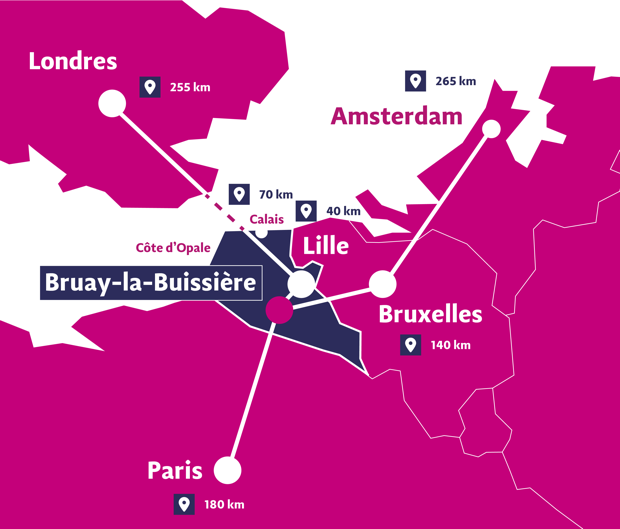 Londres
255 km
265 km
Amsterdam
70 km
40 km
Calais
Côte d'Opale
Lille
Bruay-la-Buissière
Bruxelles
140 km
Paris
180 km